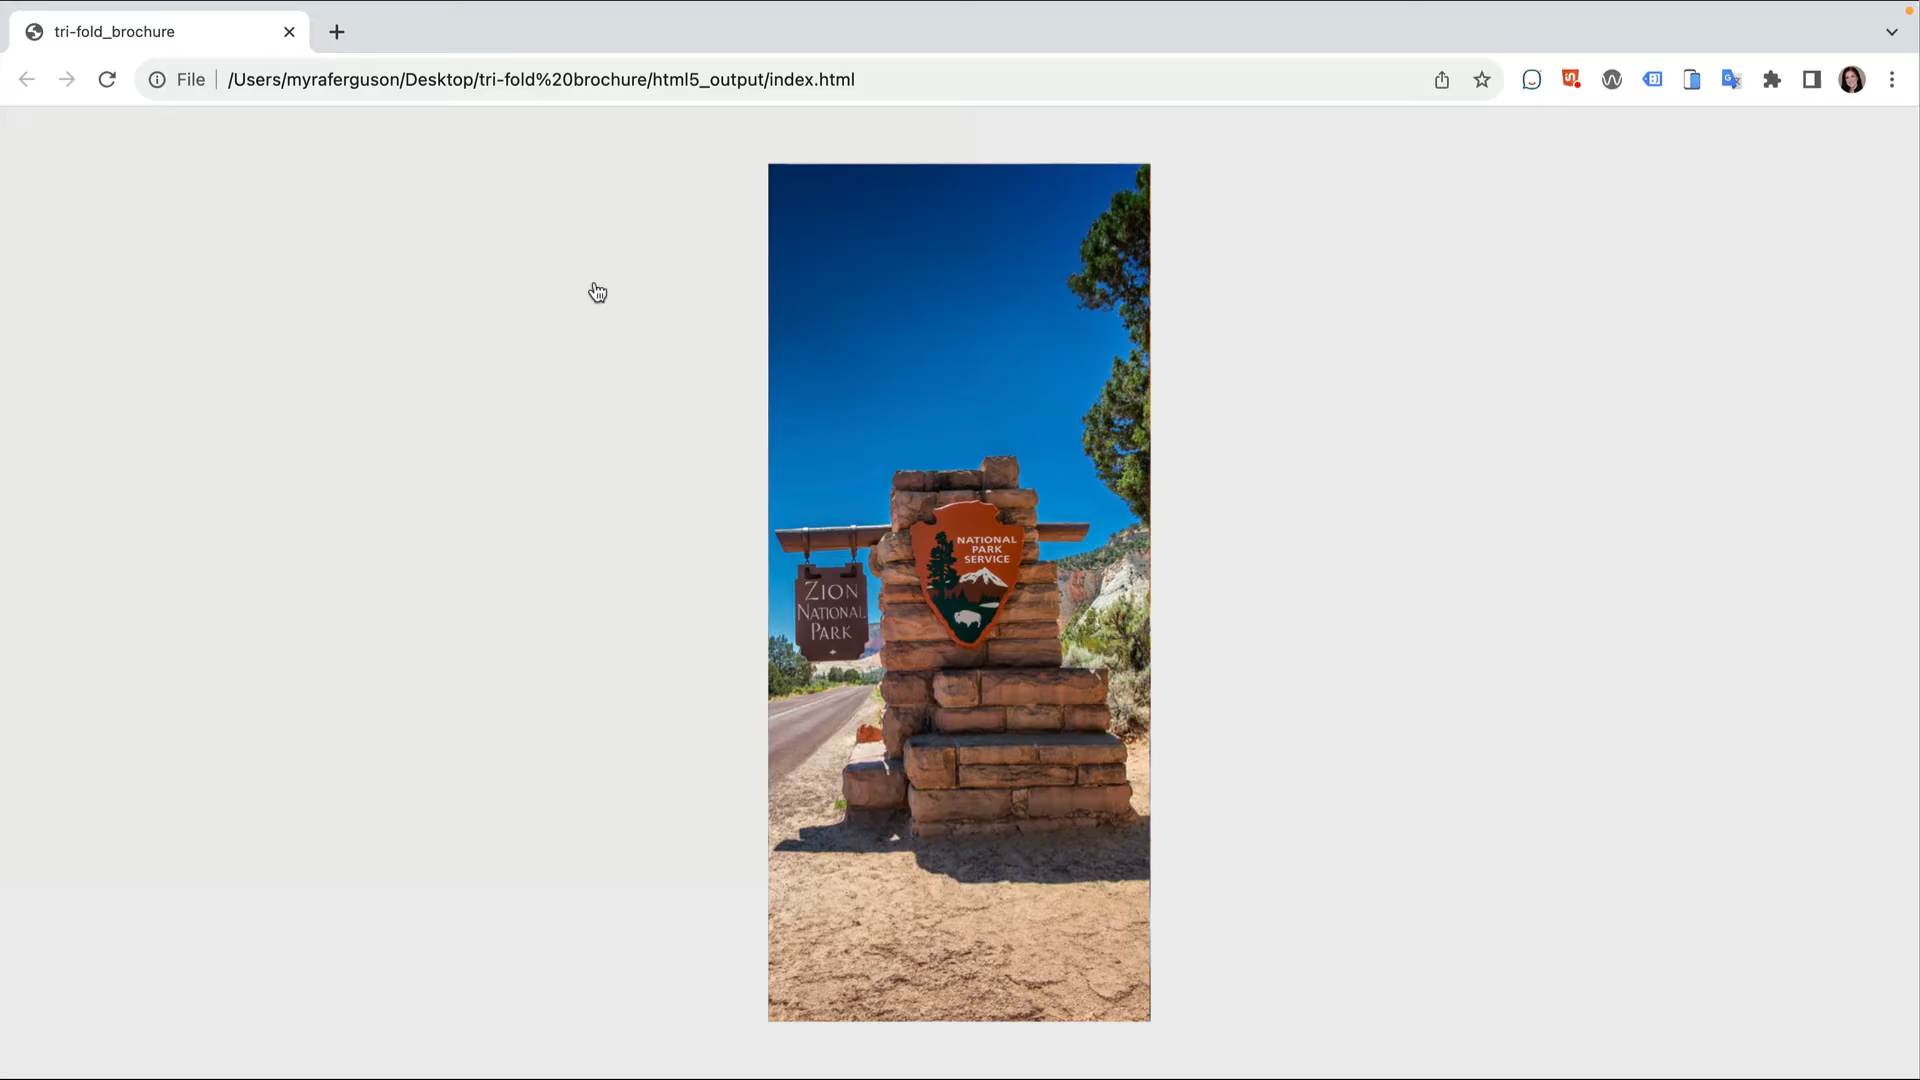 tri-fold_brochure
File
/Users/myraferguson/Desktop/tri-fold%20brochure/html5_output/index.html
NATIONAL
PARK
SERVICE
ZION
NATIONAL
PARK